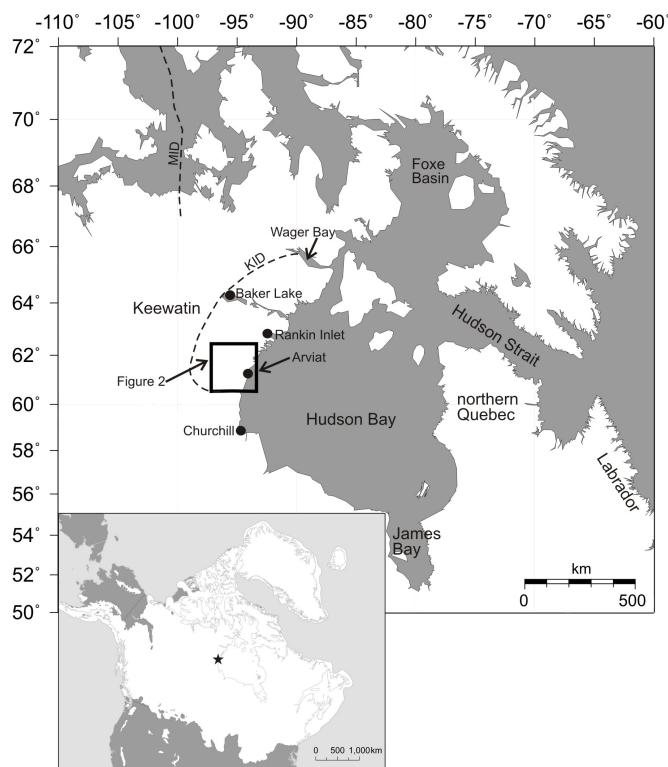 -110° -105° -100° -95° -90° -85° -80° -75° -70° -65° -60°
72°
70°
MID
Foxe
Basin
68°
Wager Bay
66°
KID
Baker Lake
64°
Keewatin
Hudson Strait
Rankin Inlet
62°
Arviat
Figure 2
northern
Quebec
60°
Hudson Bay
Churchill
58°
Labrador
56°
James
Bay
54°
km
52°
0 500
50°
0 500 1,000km